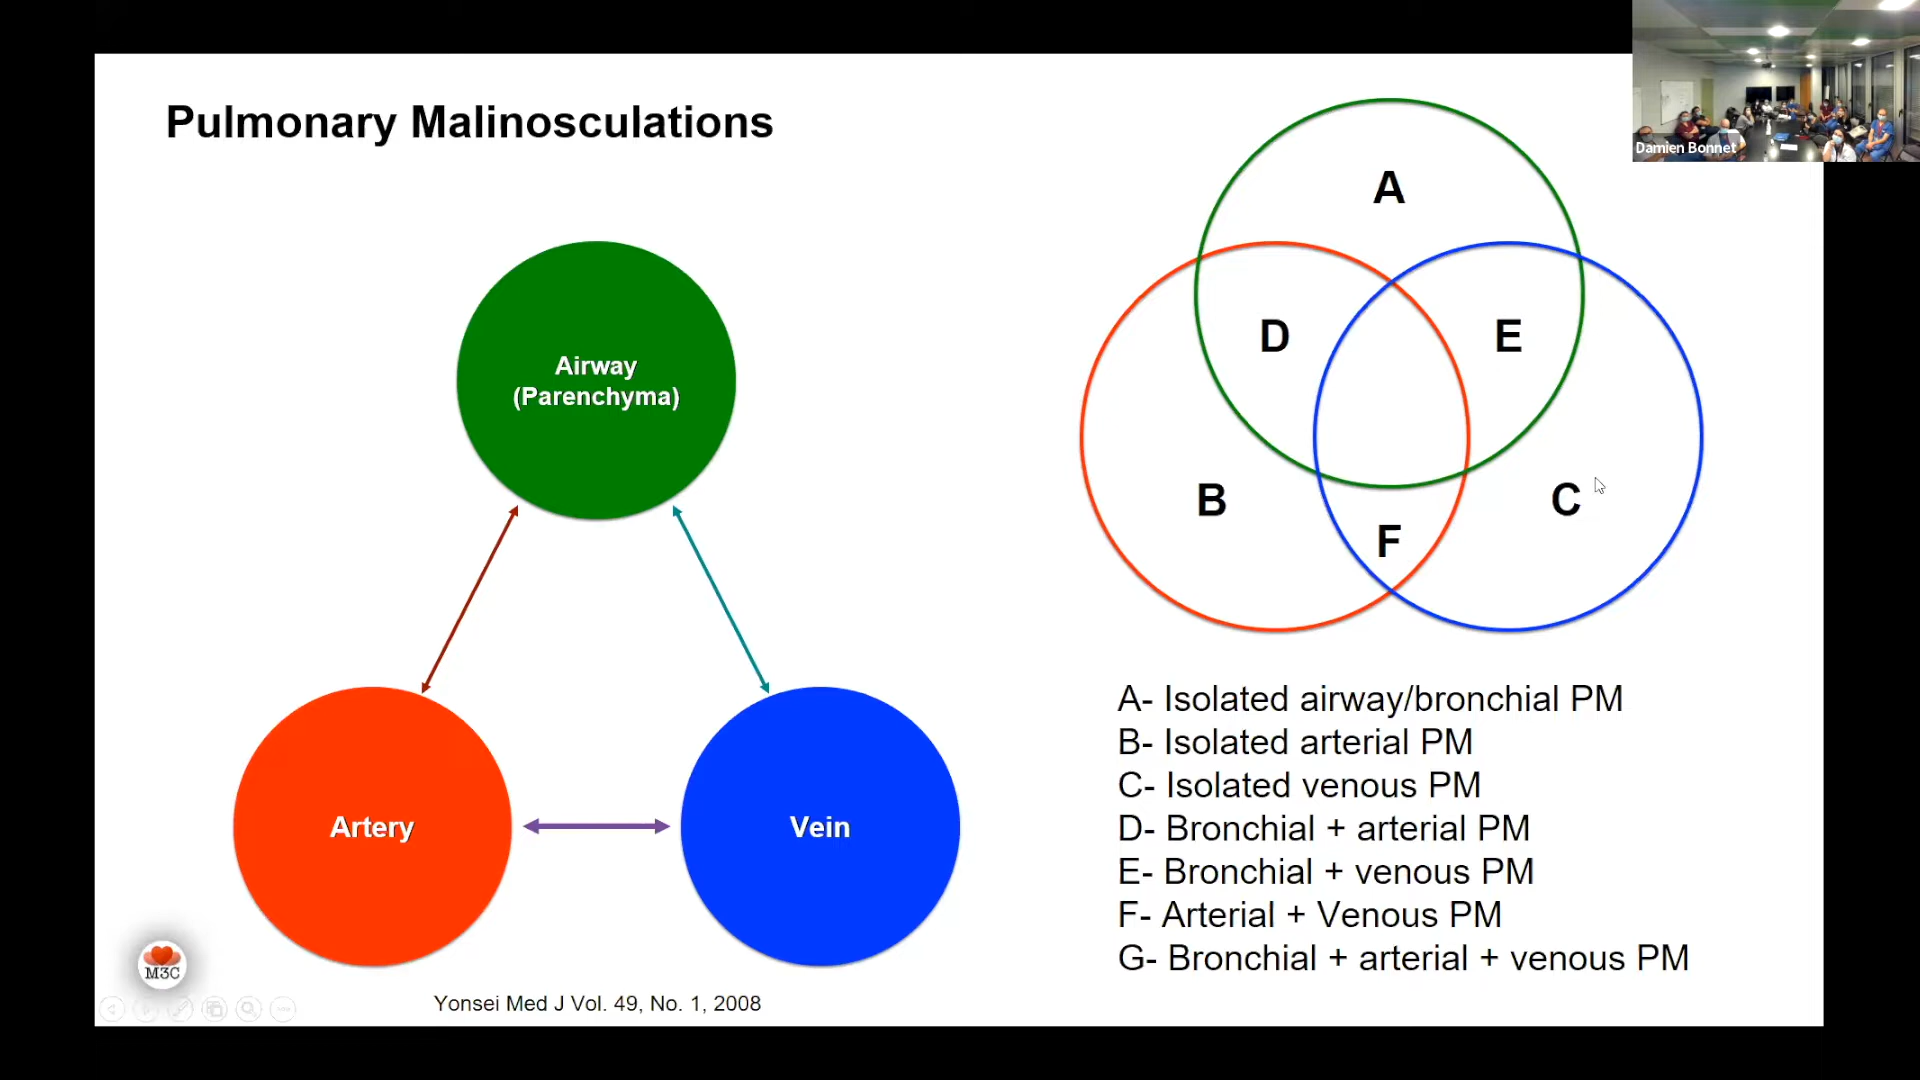 Pulmonary Malinosculations
Damien Bonnet
Airway
(Parenchyma)
Artery
Vein
A
D
E
B
C
F
A- Isolated airway/bronchial PM
B- Isolated arterial PM
C- Isolated venous PM
D- Bronchial + arterial PM
E- Bronchial + venous PM
F- Arterial + Venous PM
G- Bronchial + arterial + venous PM
M3C
Yonsei Med J Vol. 49, No. 1, 2008